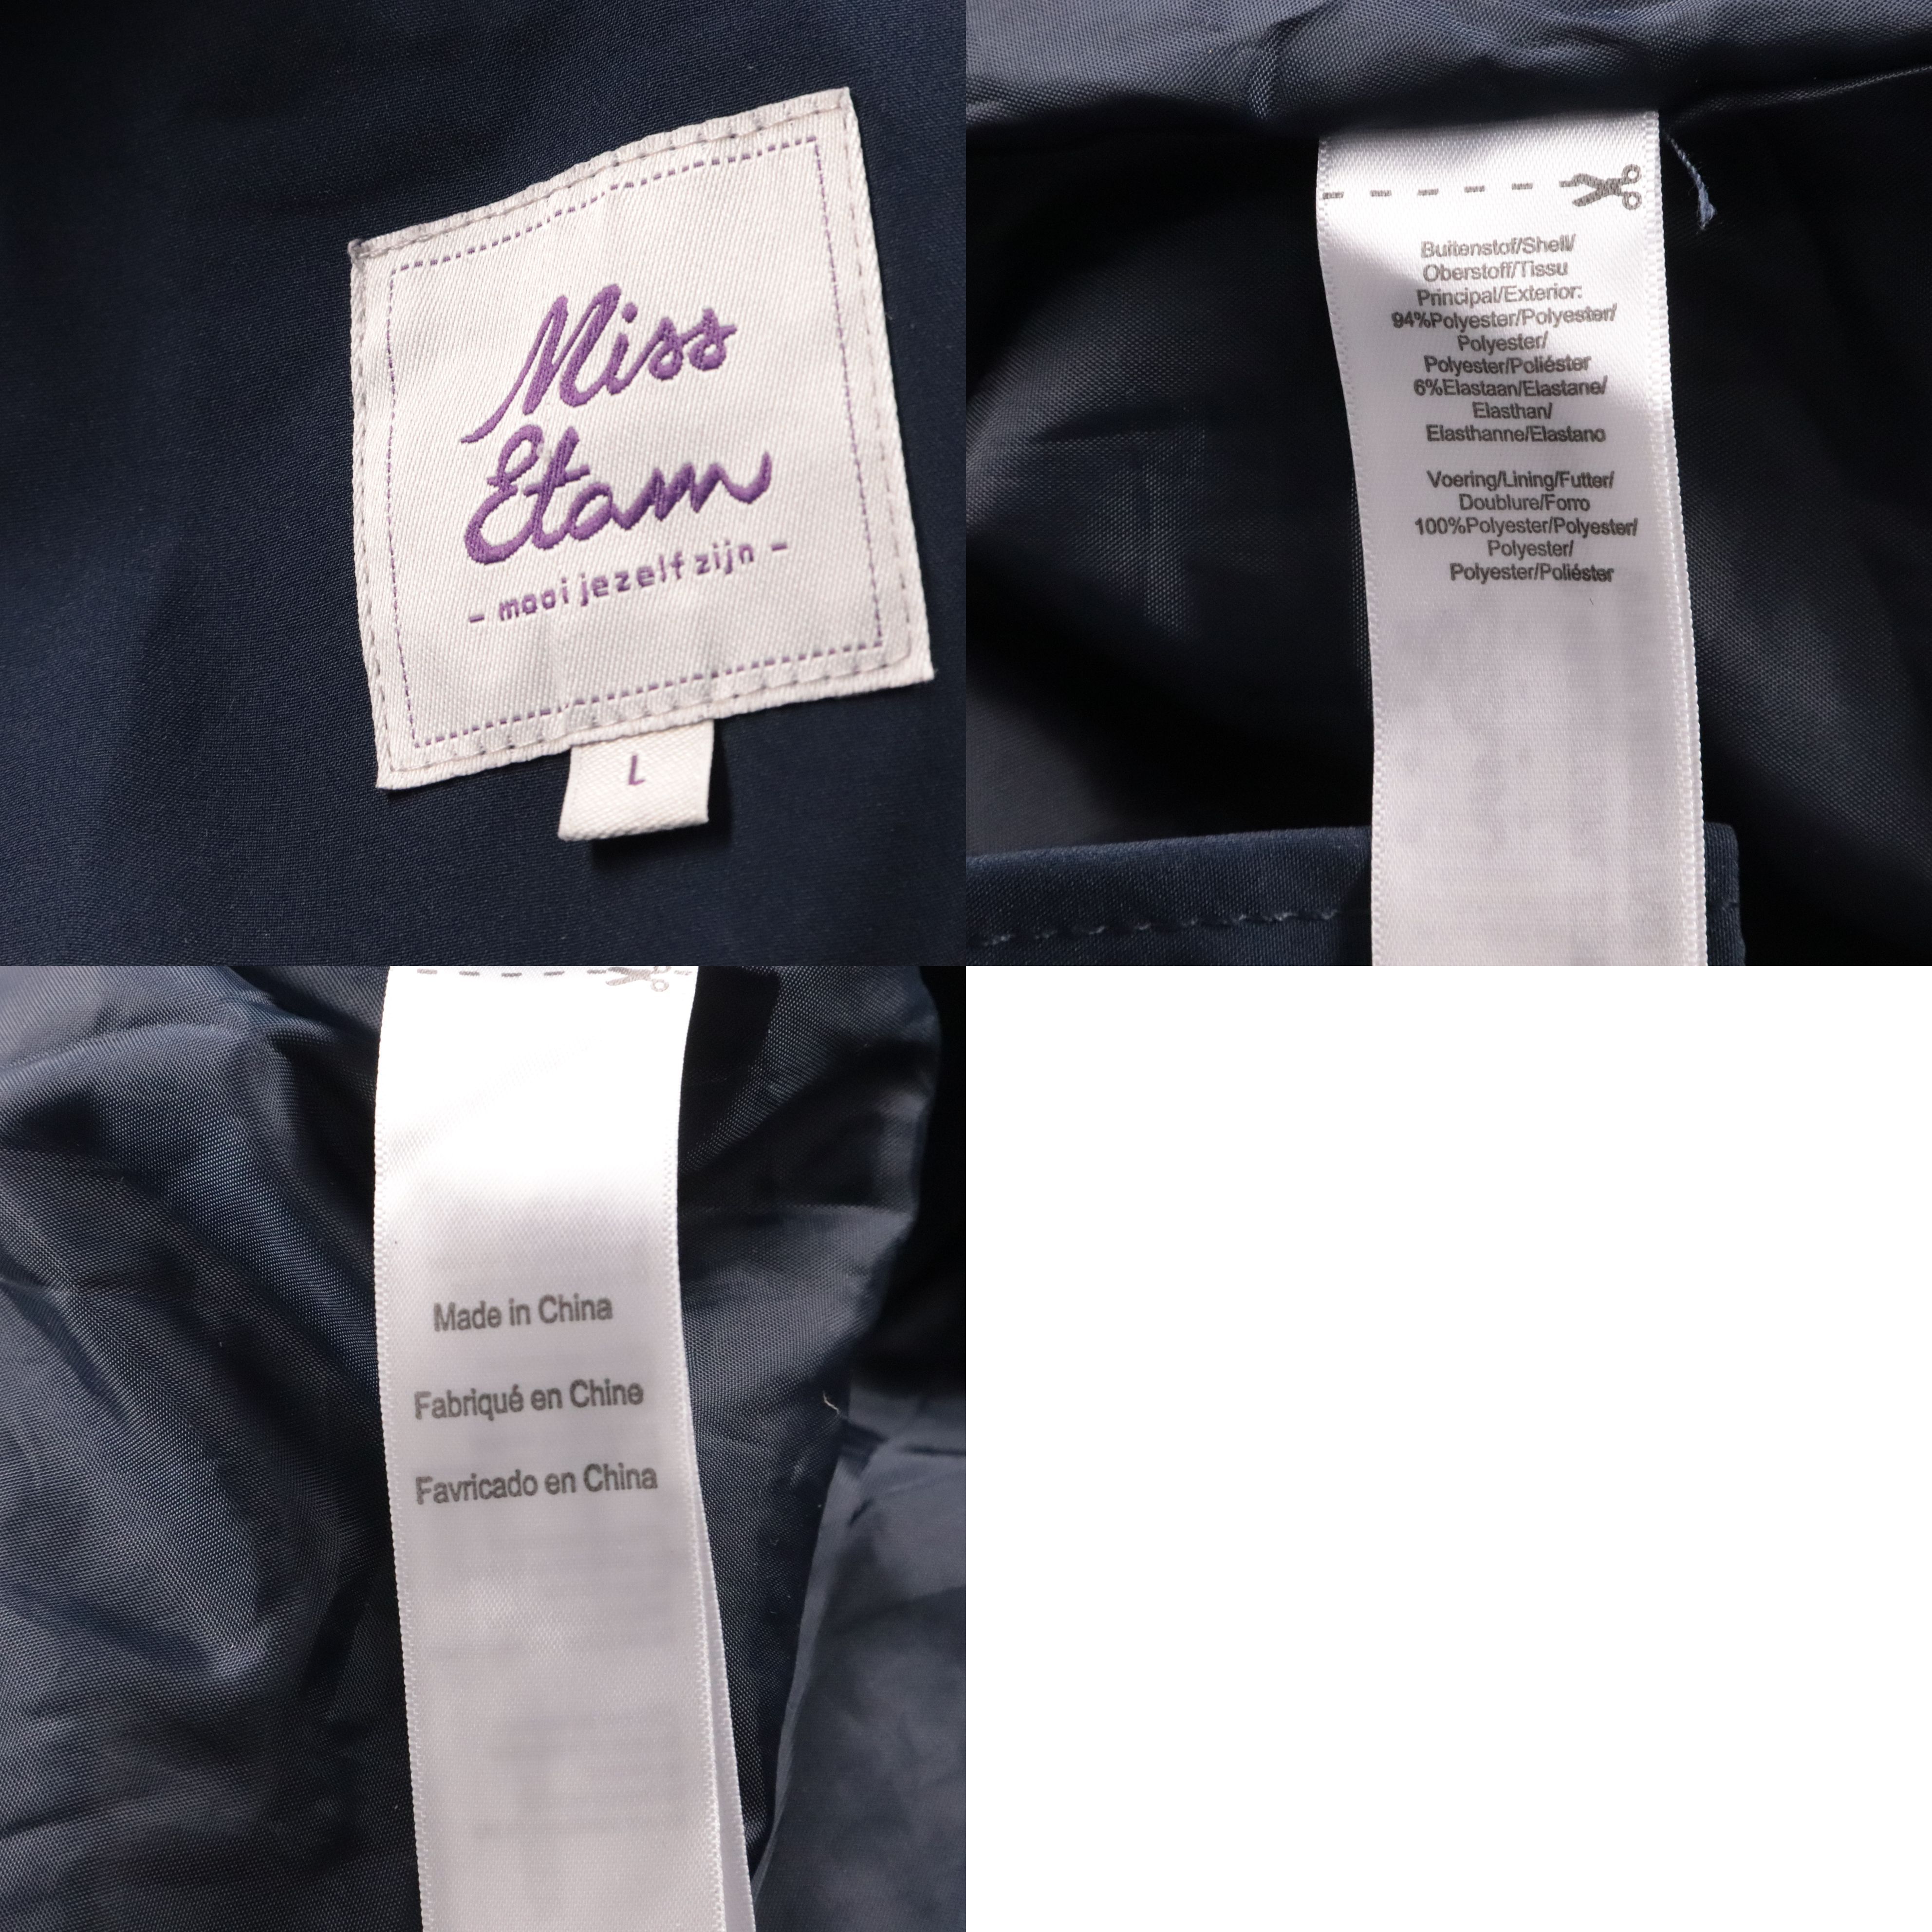 Miss
Etam
- mooi jezelf zijn -
L
Buitenstof/Shell/
Oberstoff/Tissu
Principal/Exterior:
94%Polyester/Polyester/
Polyester/
Polyester/Poliéster
6%Elastaan/Elastane/
Elasthan/
Elasthanne/Elastano
Voering/Lining/Futter/
Doublure/Forro
100%Polyester/Polyester/
Polyester/
Polyester/Poliéster
Made in China
Fabriqué en Chine
Favricado en China